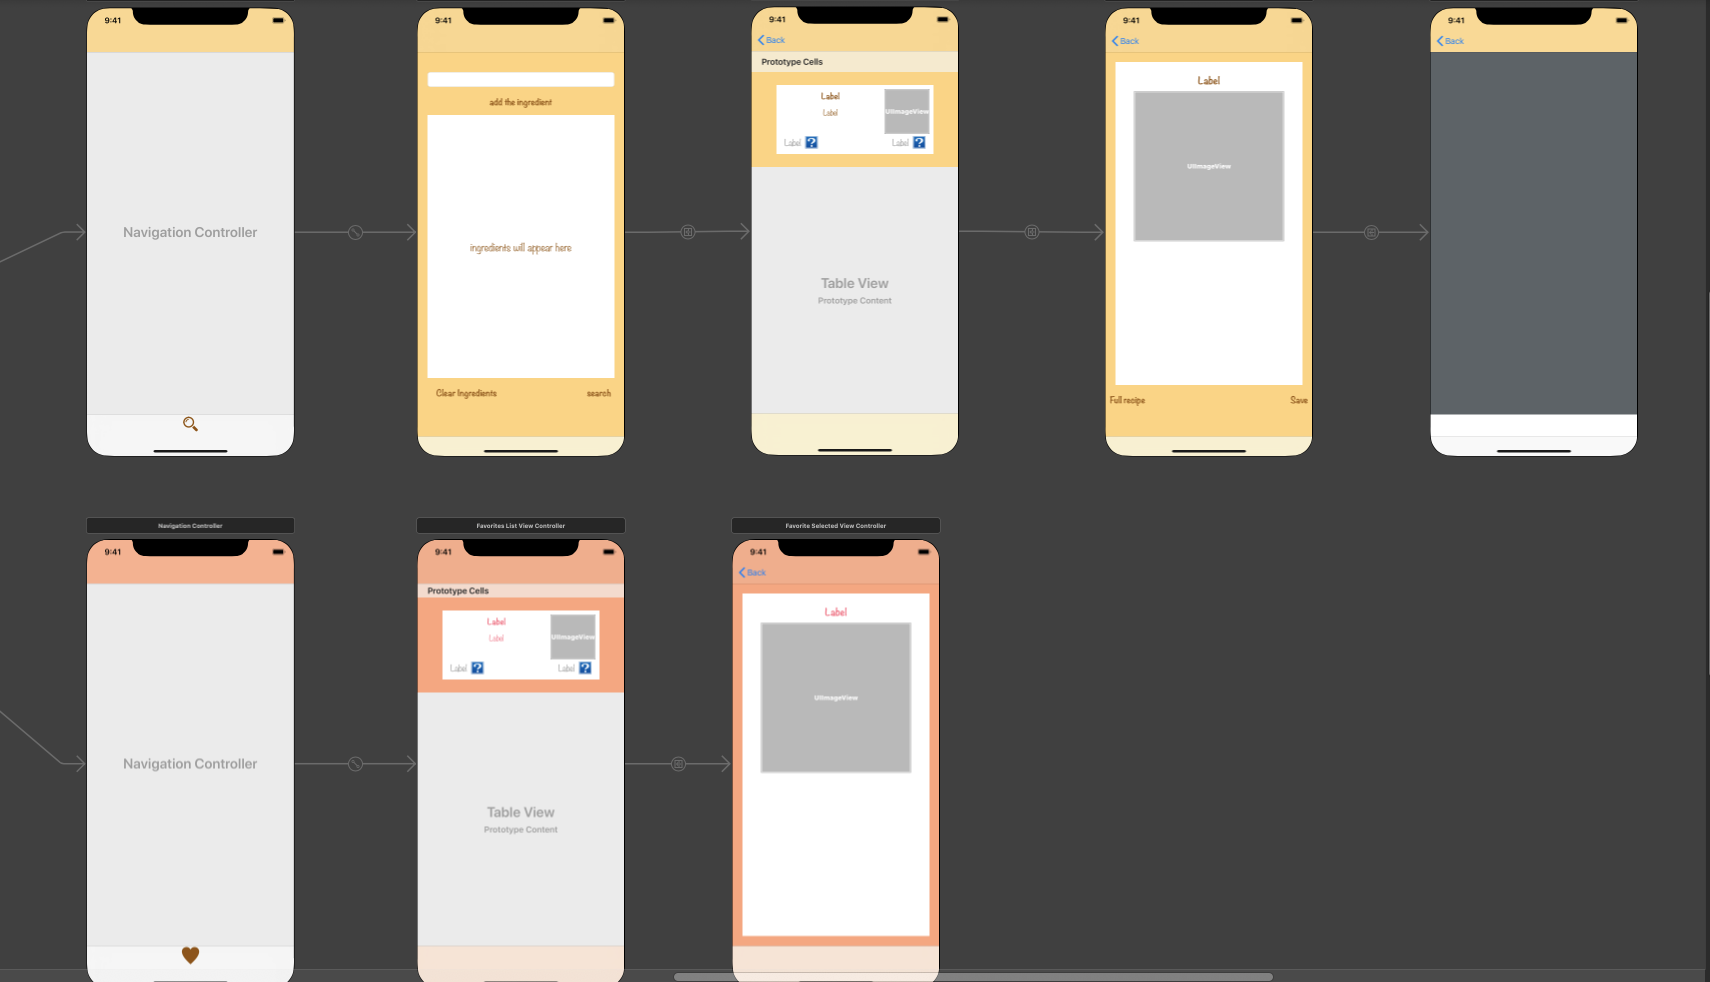 9:41
9:41
9:41
9:41
9:41
Back
Back
Back
Prototype Cells
Label
add the ingredient
Label
Label
UIImageView
Label
Label
UIImageView
Navigation Controller
ingredients will appear here
Table View
Prototype Content
Clear Ingredients
search
Full recipe
Save
Navigation Controller
Favorites List View Controller
Favorite Selected View Controller
9:41
9:41
9:41
Back
Prototype Cells
Label
Label
Label
UIImageView
Label
Label
UIImageView
Navigation Controller
Table View
Prototype Content